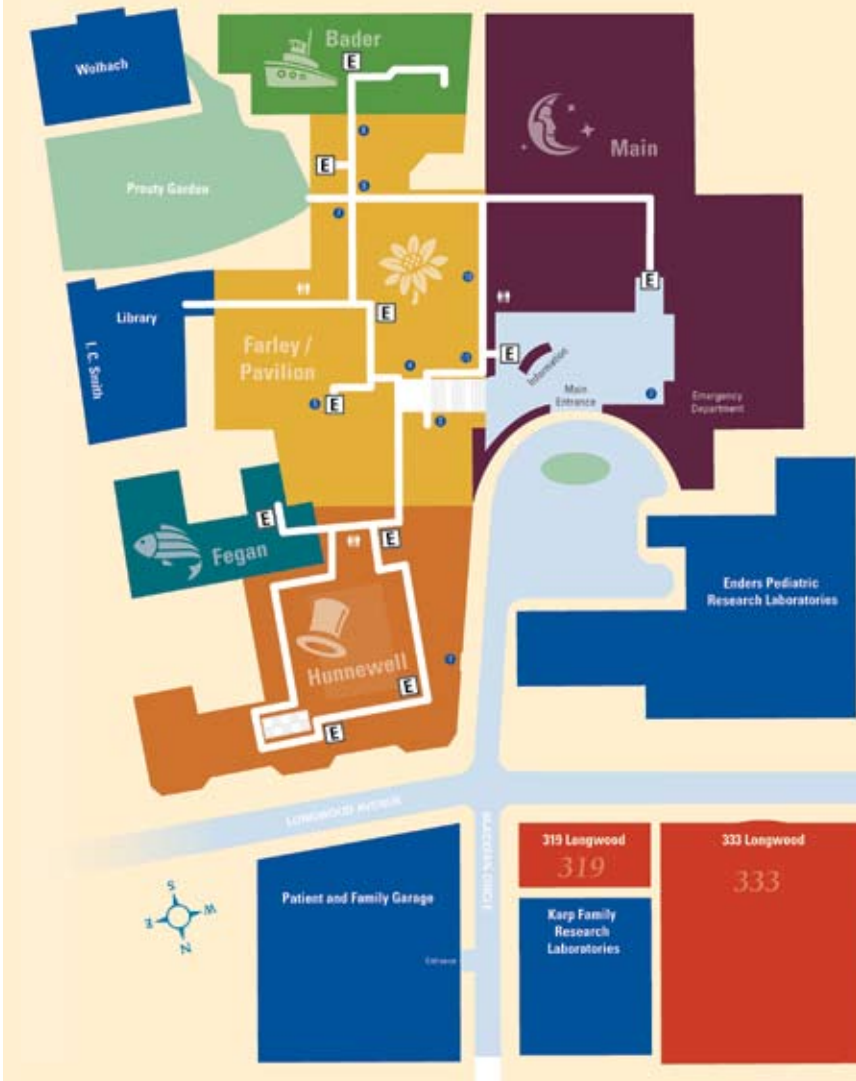 Wolbach
Bader
E
Main
E
Prouty Garden
E
Library
I. C. Smith
E
Farley /
Pavilion
E
Information
Main
Entrance
Emergency
Department
E
E
Fegan
E
Enders Pediatric
Research Laboratories
Hunnewell
E
E
LONGWOOD AVENUE
BLACKFAN CIRCLE
319 Longwood
319
333 Longwood
333
Patient and Family Garage
Karp Family
Research
Laboratories
Entrance
S
W
E
N